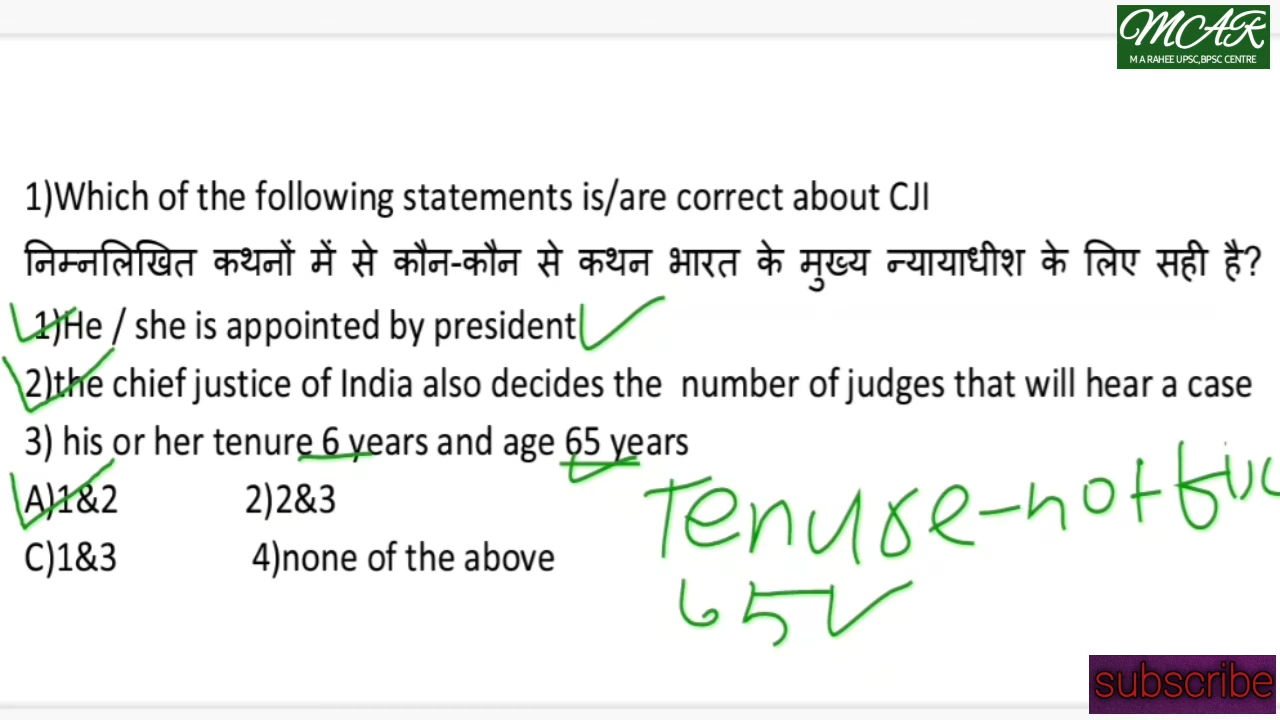 MCAR
M A RAHEE UPSC,BPSC CENTRE
1)Which of the following statements is/are correct about CJI
निम्नलिखित कथनों में से कौन-कौन से कथन भारत के मुख्य न्यायाधीश के लिए सही है?
1)He / she is appointed by president
2)the chief justice of India also decides the number of judges that will hear a case
3) his or her tenure 6 years and age 65 years
A)1&2 2)2&3
C)1&3 4)none of the above
Tenure-not
65
subscribe